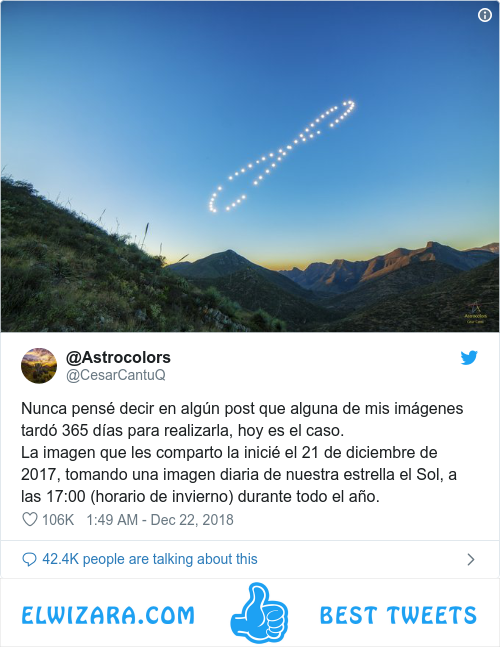 Astrocolors
@Astrocolors
@CesarCantuQ
Nunca pensé decir en algún post que alguna de mis imágenes
tardó 365 días para realizarla, hoy es el caso.
La imagen que les comparto la inicié el 21 de diciembre de
2017, tomando una imagen diaria de nuestra estrella el Sol, a
las 17:00 (horario de invierno) durante todo el año.
106K 1:49 AM - Dec 22, 2018
42.4K people are talking about this
ELWIZARA.COM BEST TWEETS